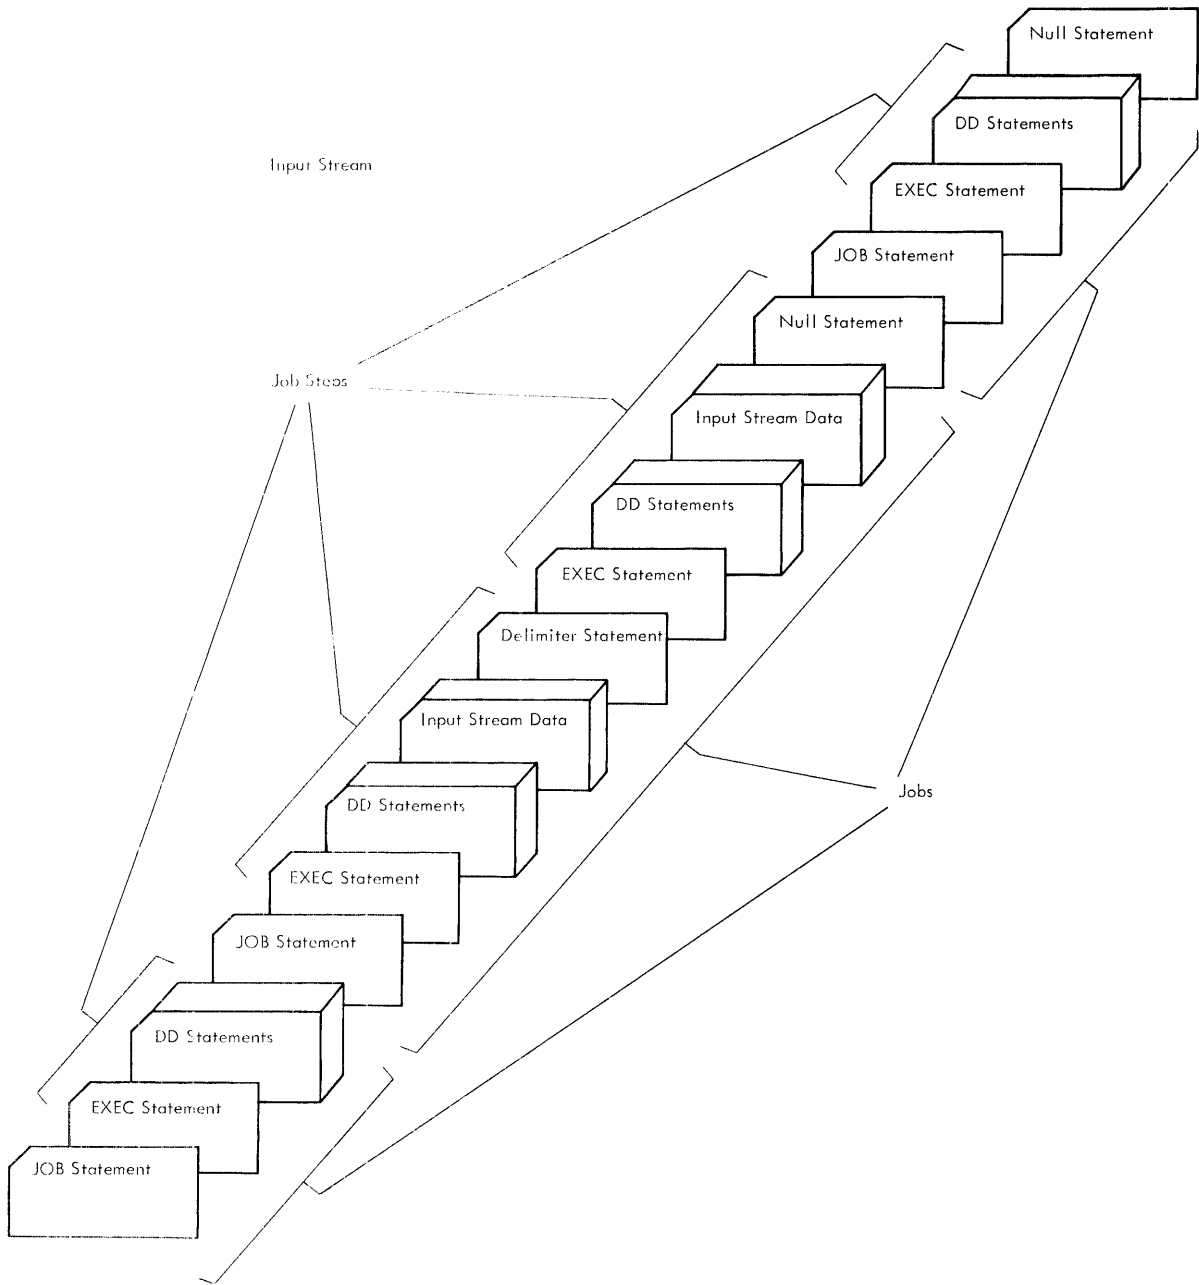 Null Statement
DD Statements
Input Stream
EXEC Statement
JOB Statement
Null Statement
Job Steps
Input Stream Data
DD Statements
EXEC Statement
Delimiter Statement
Input Stream Data
Jobs
DD Statements
EXEC Statement
JOB Statement
DD Statements
EXEC Statement
JOB Statement